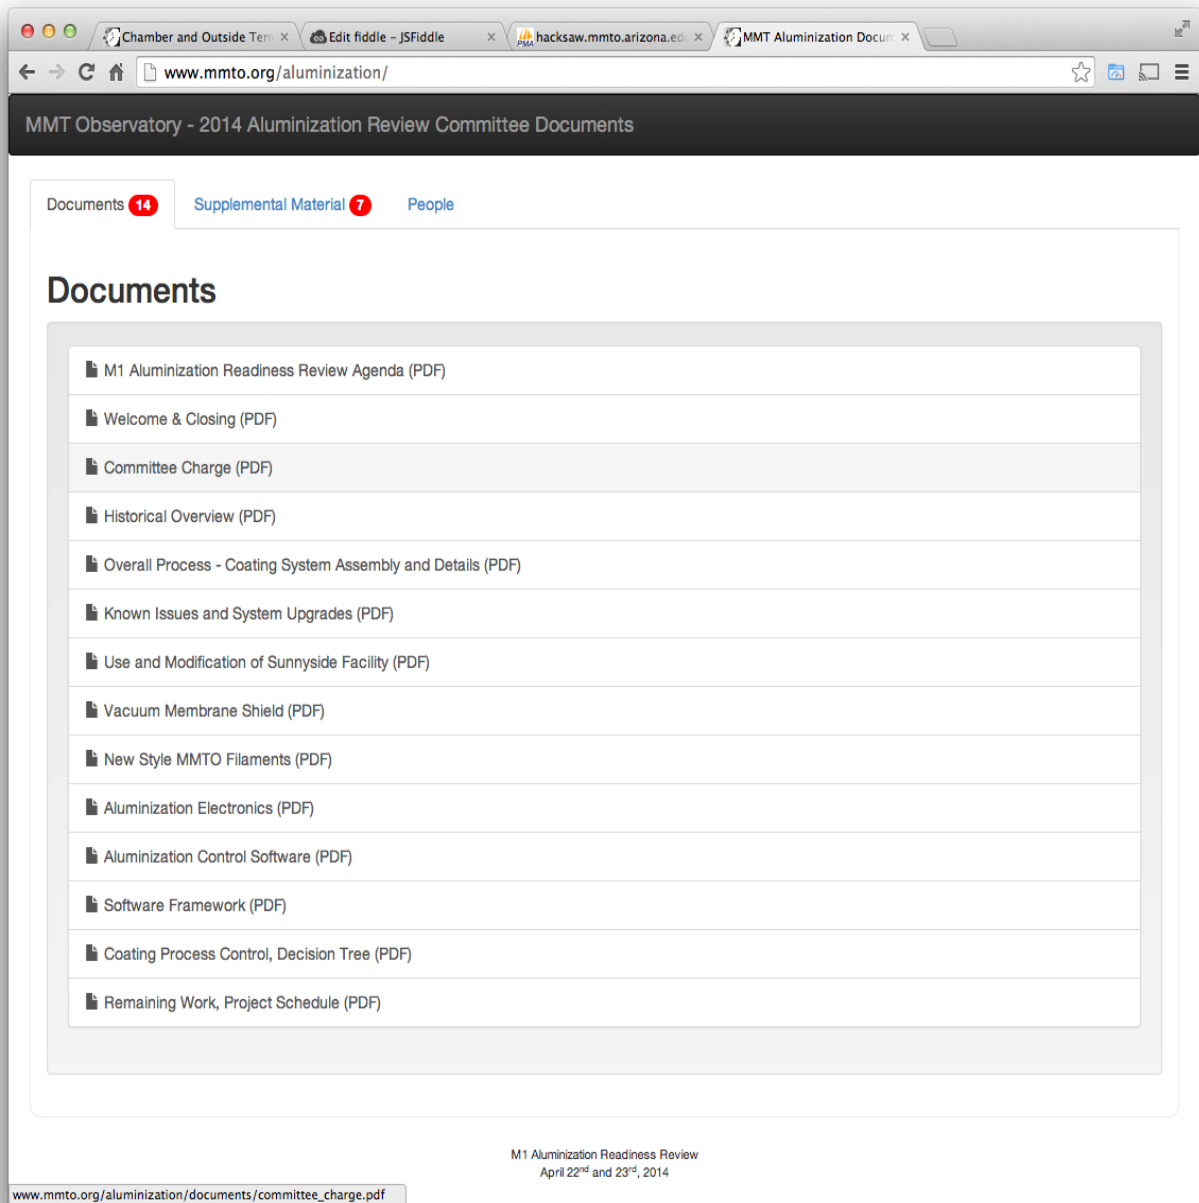 Chamber and Outside Tem
Edit fiddle - JSFiddle
hacksaw.mmto.arizona.ed
MMT Aluminization Docum
www.mmto.org/aluminization/
MMT Observatory - 2014 Aluminization Review Committee Documents
Documents 14
Supplemental Material 7
People
Documents
M1 Aluminization Readiness Review Agenda (PDF)
Welcome & Closing (PDF)
Committee Charge (PDF)
Historical Overview (PDF)
Overall Process - Coating System Assembly and Details (PDF)
Known Issues and System Upgrades (PDF)
Use and Modification of Sunnyside Facility (PDF)
Vacuum Membrane Shield (PDF)
New Style MMTO Filaments (PDF)
Aluminization Electronics (PDF)
Aluminization Control Software (PDF)
Software Framework (PDF)
Coating Process Control, Decision Tree (PDF)
Remaining Work, Project Schedule (PDF)
M1 Aluminization Readiness Review
April 22nd and 23rd, 2014
www.mmto.org/aluminization/documents/committee_charge.pdf